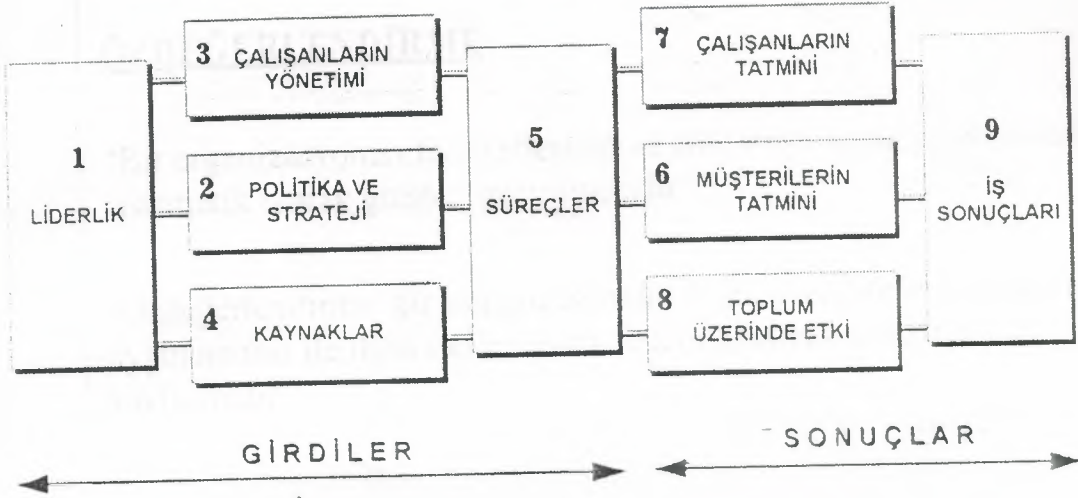 1
LİDERLİK
3 ÇALIŞANLARIN
YÖNETİMİ
2 POLİTİKA VE
STRATEJİ
4 KAYNAKLAR
5
SÜREÇLER
7 ÇALIŞANLARIN
TATMİNİ
6 MÜŞTERİLERİN
TATMİNİ
8 TOPLUM
ÜZERİNDE ETKİ
9
İŞ
SONUÇLARI
GİRDİLER
SONUÇLAR